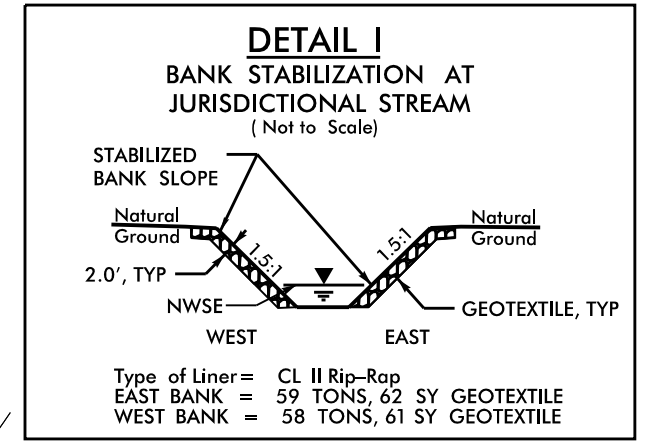 DETAIL I
BANK STABILIZATION AT
JURISDICTIONAL STREAM
( Not to Scale)
STABILIZED
BANK SLOPE
Natural
Ground
Natural
Ground
1.5:1
1.5:1
2.0', TYP
NWSE
GEOTEXTILE, TYP
WEST
EAST
Type of Liner = CL II Rip-Rap
EAST BANK = 59 TONS, 62 SY GEOTEXTILE
WEST BANK = 58 TONS, 61 SY GEOTEXTILE